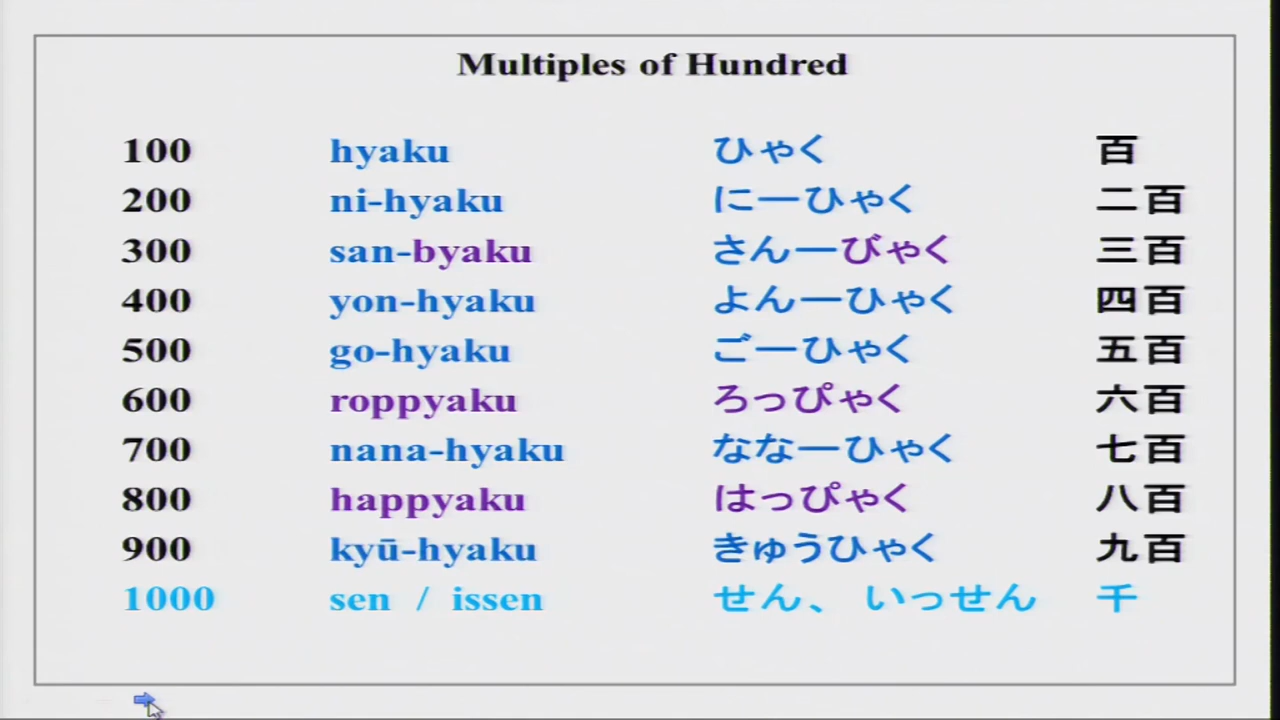 Multiples of Hundred
100 hyaku ひゃく 百
200 ni-hyaku にーひゃく 二百
300 san-byaku さんーびゃく 三百
400 yon-hyaku よんーひゃく 四百
500 go-hyaku ごーひゃく 五百
600 roppyaku ろっぴゃく 六百
700 nana-hyaku ななーひゃく 七百
800 happyaku はっぴゃく 八百
900 kyū-hyaku きゅうひゃく 九百
1000 sen / issen せん、 いっせん 千